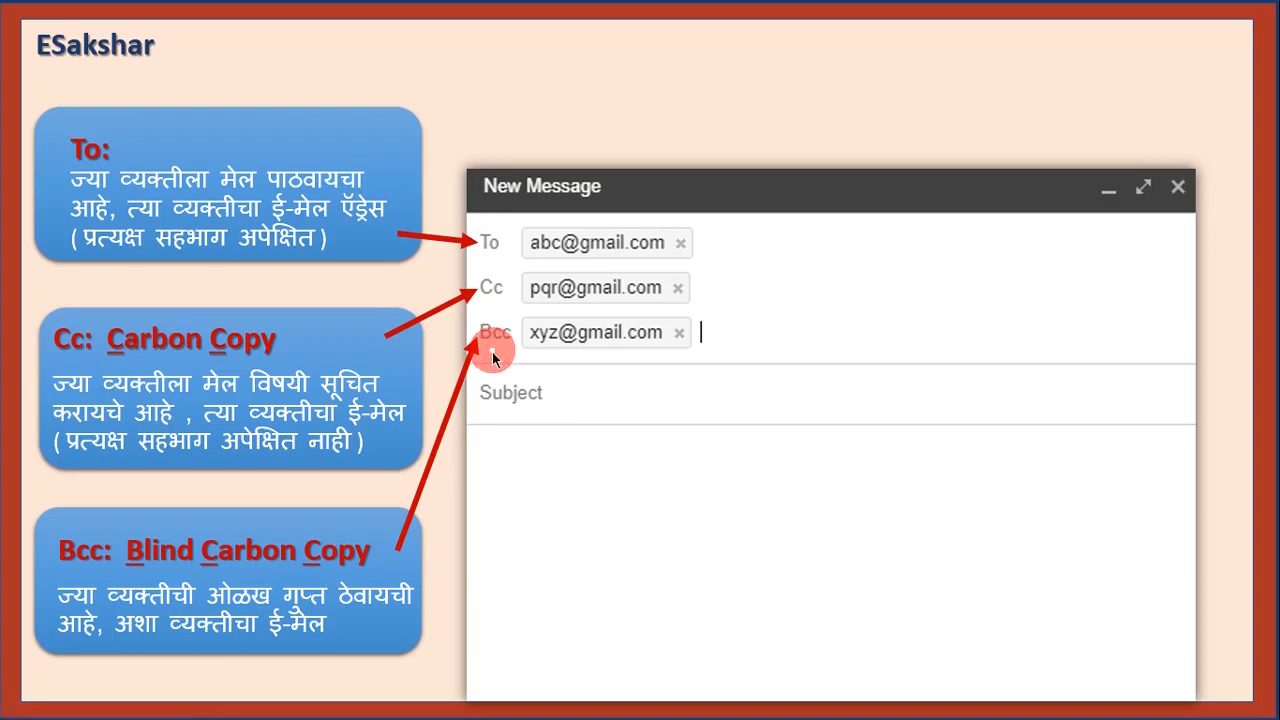 ESakshar
To:
ज्या व्यक्तीला मेल पाठवायचा
आहे, त्या व्यक्तीचा ई-मेल ऍड्रेस
(प्रत्यक्ष सहभाग अपेक्षित)
Cc: Carbon Copy
ज्या व्यक्तीला मेल विषयी सूचित
करायचे आहे , त्या व्यक्तीचा ई-मेल
(प्रत्यक्ष सहभाग अपेक्षित नाही)
Bcc: Blind Carbon Copy
ज्या व्यक्तीची ओळख गुप्त ठेवायची
आहे, अशा व्यक्तीचा ई-मेल
New Message
To abc@gmail.com
Cc pqr@gmail.com
Bcc xyz@gmail.com
Subject